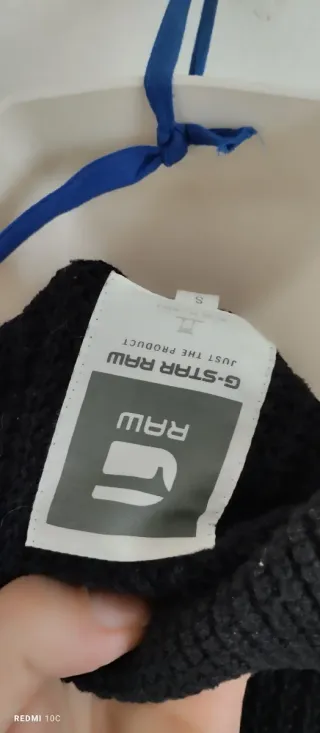 S
JUST THE PRODUCT
G-STAR RAW
RAW
REDMI 10C